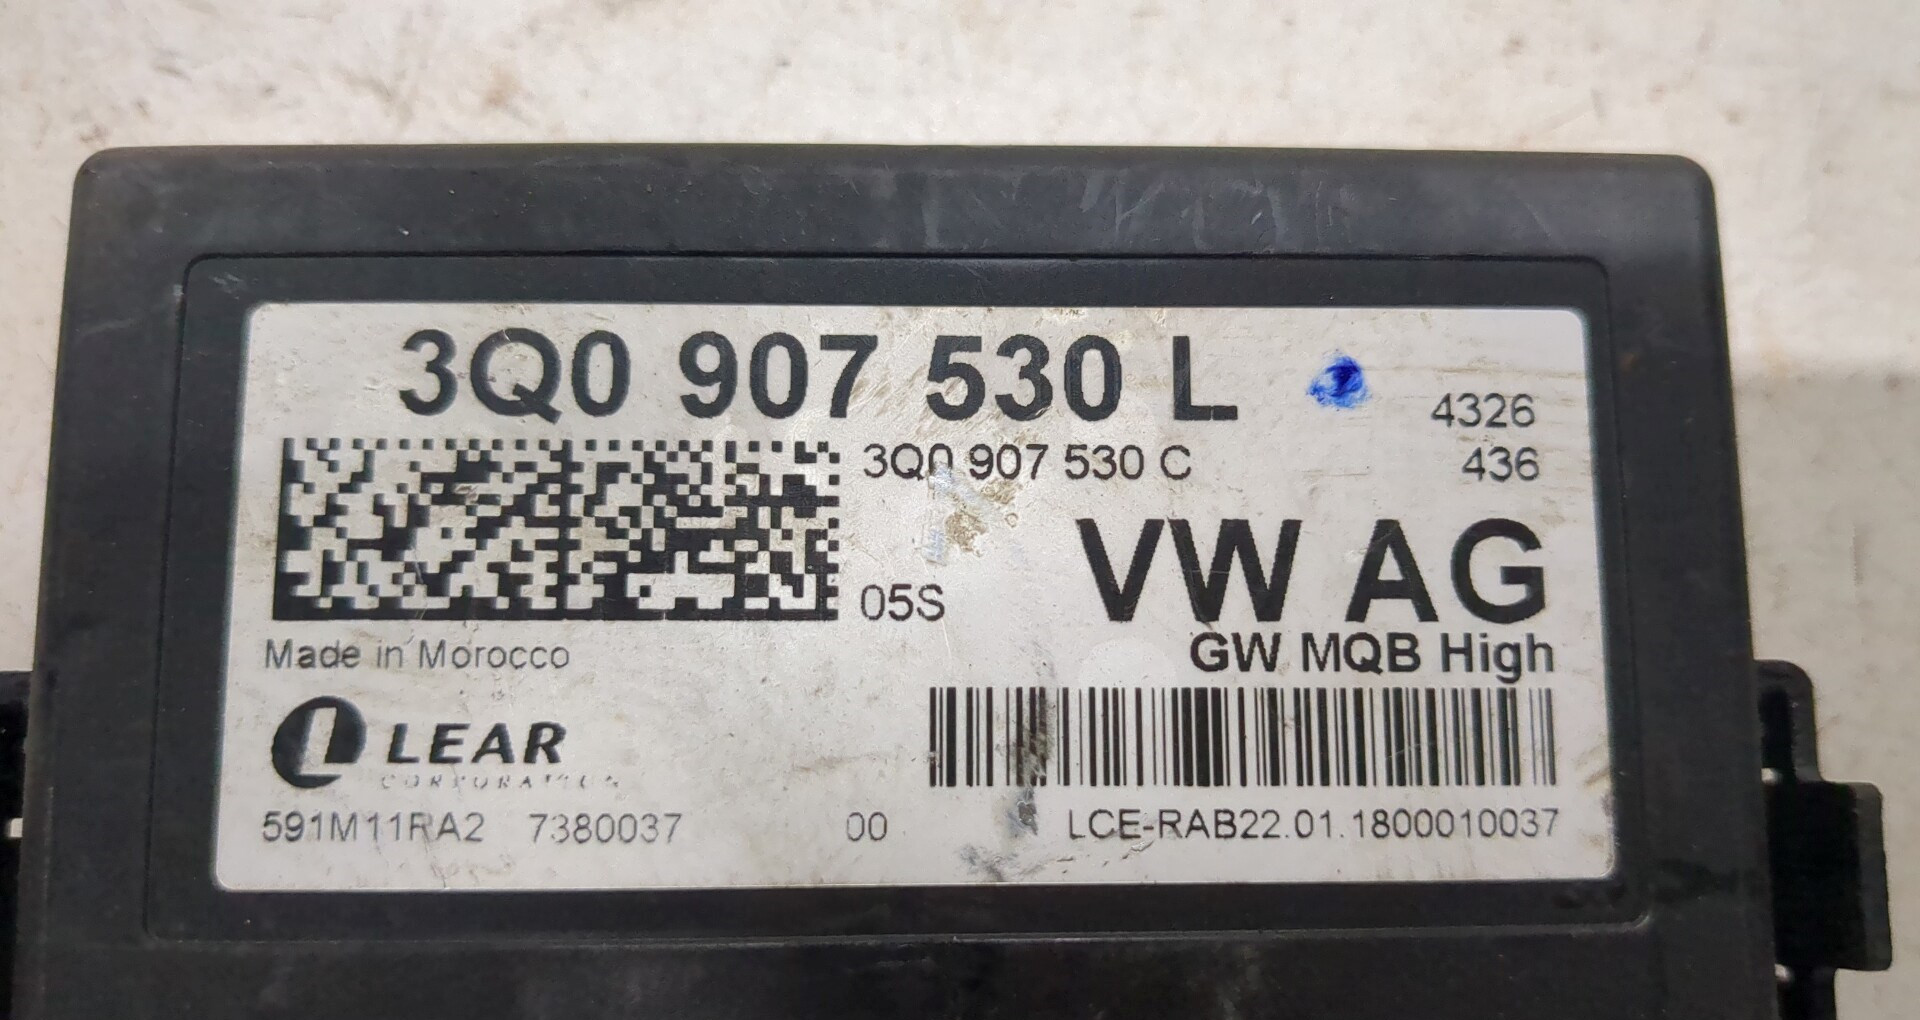 3Q0 907 530 L
4326
3Q0 907 530 C
436
VW AG
05S
GW MQB High
Made in Morocco
LEAR
CORPORATION
591M11RA2 7380037 00 LCE-RAB22.01.1800010037